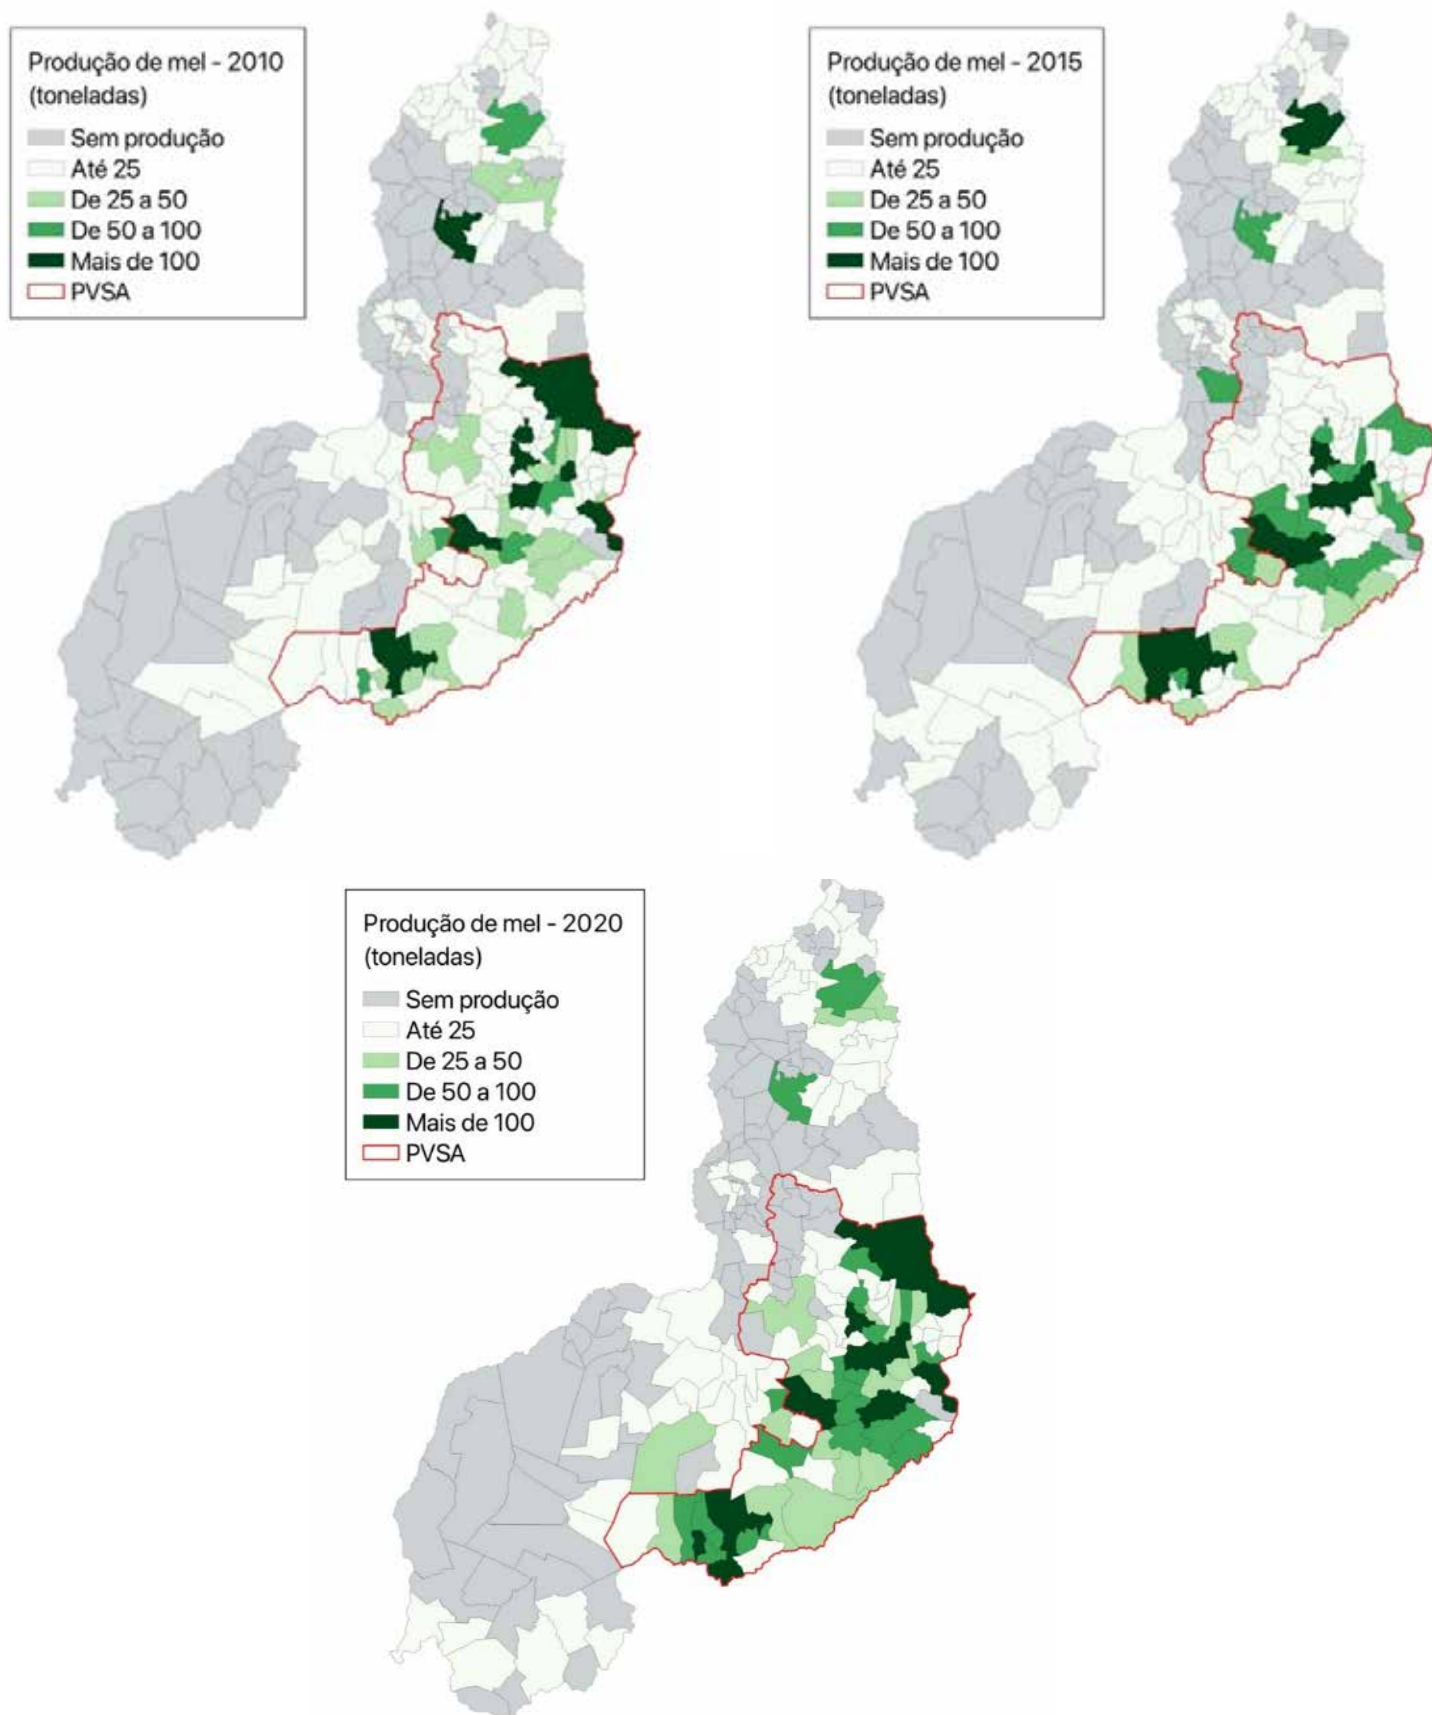 Produção de mel - 2010
(toneladas)
Sem produção
Até 25
De 25 a 50
De 50 a 100
Mais de 100
PVSA
Produção de mel - 2015
(toneladas)
Sem produção
Até 25
De 25 a 50
De 50 a 100
Mais de 100
PVSA
Produção de mel - 2020
(toneladas)
Sem produção
Até 25
De 25 a 50
De 50 a 100
Mais de 100
PVSA